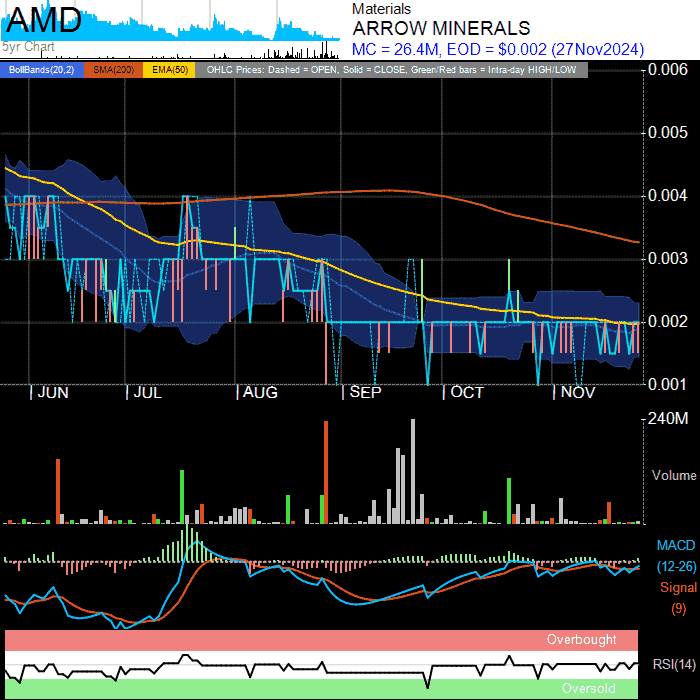 AMD
5yr Chart
Materials
ARROW MINERALS
MC = 26.4M, EOD = $0.002 (27Nov2024)
BollBands(20,2) SMA(200) EMA(50) OHLC Prices: Dashed = OPEN, Solid = CLOSE, Green/Red bars = Intra-day HIGH/LOW
0.006
0.005
0.004
0.003
0.002
0.001
JUN JUL AUG SEP OCT NOV
240M
Volume
MACD
(12-26)
Signal
(9)
Overbought
RSI(14)
Oversold